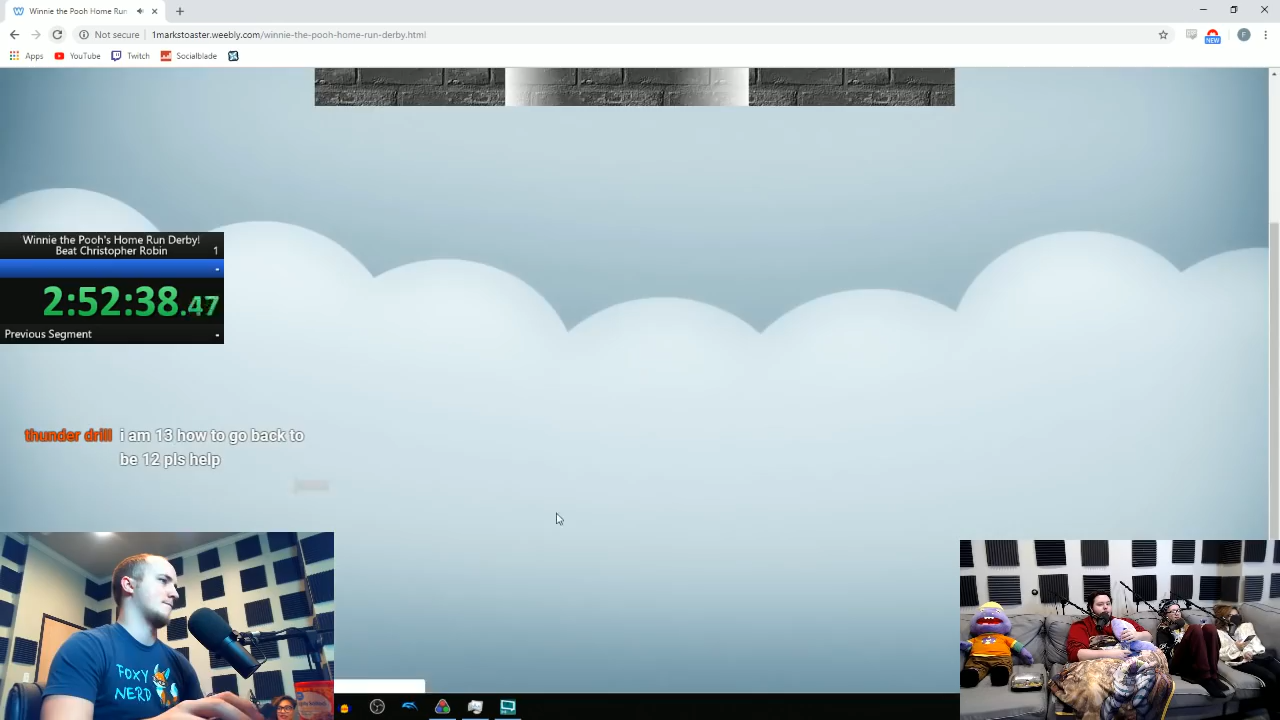 Winnie the Pooh Home Run
Not secure 1markstoaster.weebly.com/winnie-the-pooh-home-run-derby.html
NEW
F
Apps YouTube Twitch Socialblade
Winnie the Pooh's Home Run Derby!
Beat Christopher Robin 1
-
2:52:38.47
Previous Segment -
thunder drill i am 13 how to go back to
be 12 pls help
FOXY
NERD